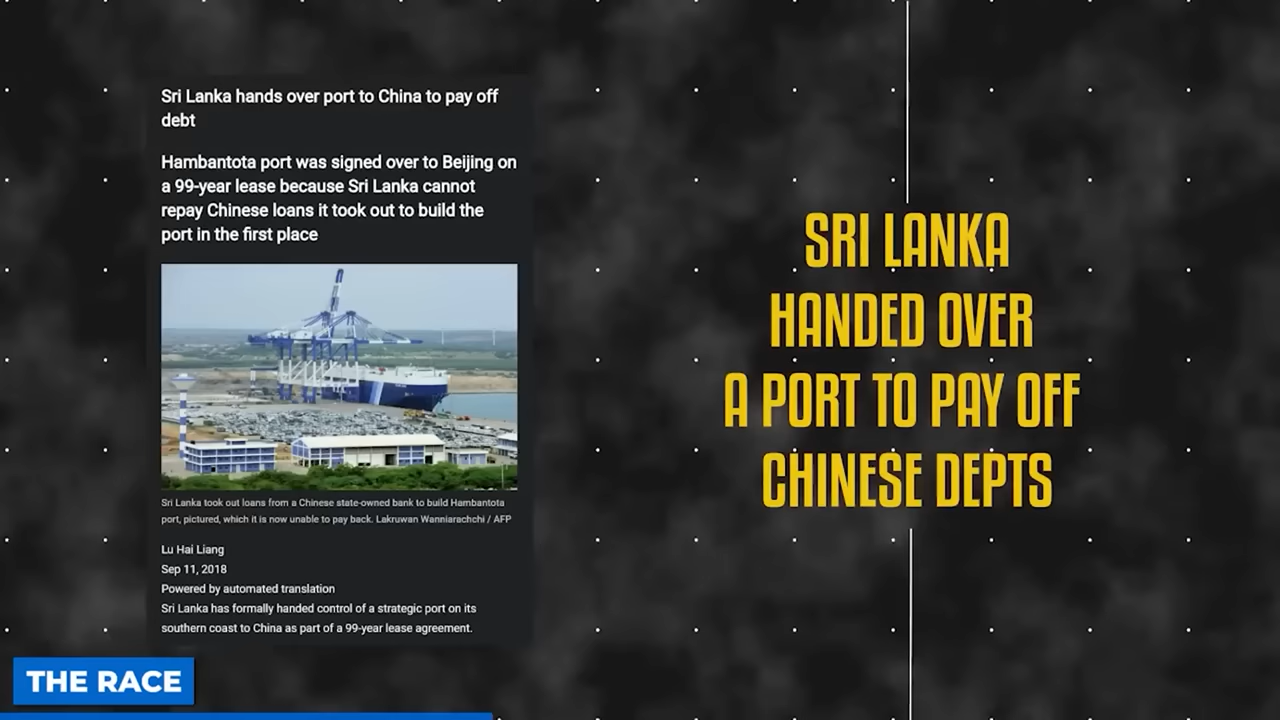 Sri Lanka hands over port to China to pay off
debt
Hambantota port was signed over to Beijing on
a 99-year lease because Sri Lanka cannot
repay Chinese loans it took out to build the
port in the first place
Sri Lanka took out loans from a Chinese state-owned bank to build Hambantota
port, pictured, which it is now unable to pay back. Lakruwan Wanniarachchi / AFP
Lu Hai Liang
Sep 11, 2018
Powered by automated translation
Sri Lanka has formally handed control of a strategic port on its
southern coast to China as part of a 99-year lease agreement.
SRI LANKA
HANDED OVER
A PORT TO PAY OFF
CHINESE DEPTS
THE RACE